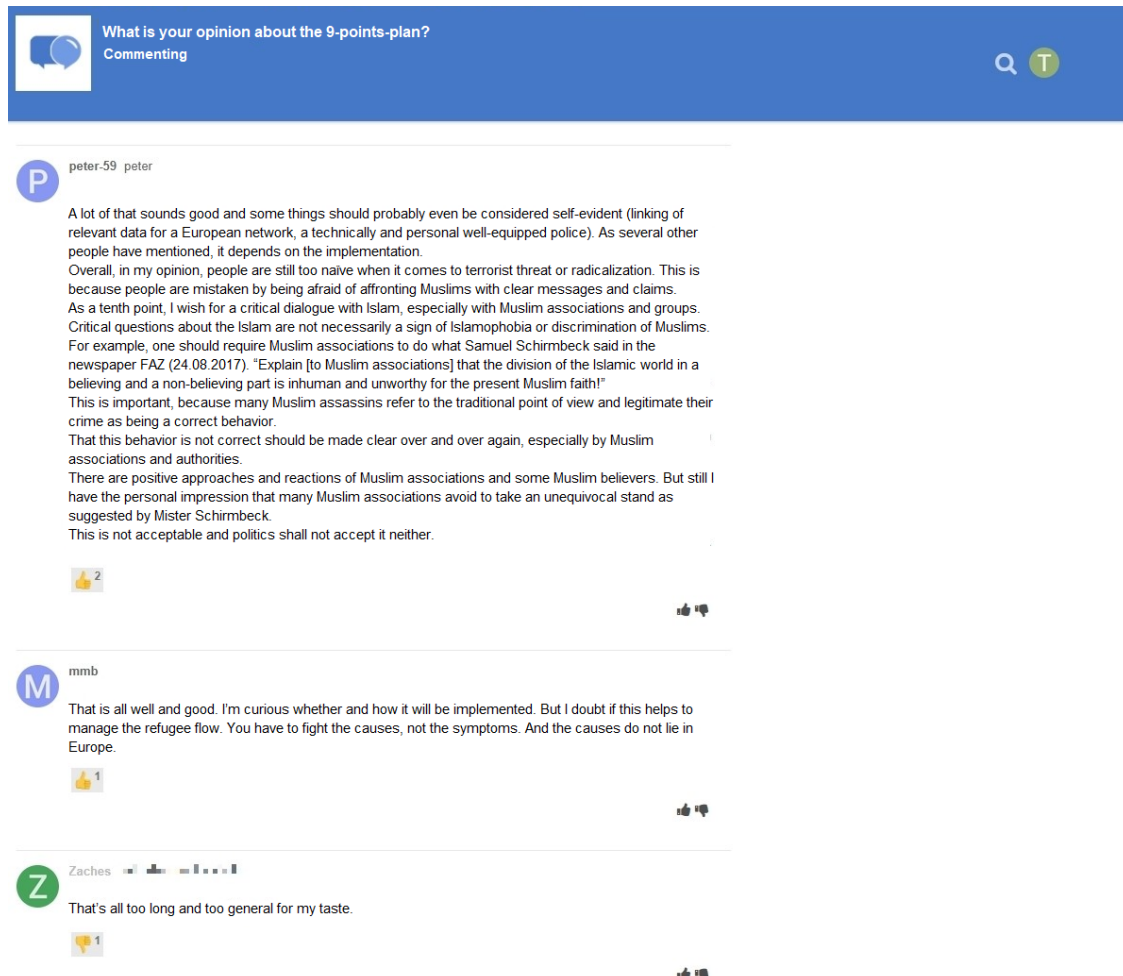 What is your opinion about the 9-points-plan?
Commenting
T
P
peter-59 peter
A lot of that sounds good and some things should probably even be considered self-evident (linking of
relevant data for a European network, a technically and personal well-equipped police). As several other
people have mentioned, it depends on the implementation.
Overall, in my opinion, people are still too naïve when it comes to terrorist threat or radicalization. This is
because people are mistaken by being afraid of affronting Muslims with clear messages and claims.
As a tenth point, I wish for a critical dialogue with Islam, especially with Muslim associations and groups.
Critical questions about the Islam are not necessarily a sign of Islamophobia or discrimination of Muslims.
For example, one should require Muslim associations to do what Samuel Schirmbeck said in the
newspaper FAZ (24.08.2017). “Explain [to Muslim associations] that the division of the Islamic world in a
believing and a non-believing part is inhuman and unworthy for the present Muslim faith!”
This is important, because many Muslim assassins refer to the traditional point of view and legitimate their
crime as being a correct behavior.
That this behavior is not correct should be made clear over and over again, especially by Muslim
associations and authorities.
There are positive approaches and reactions of Muslim associations and some Muslim believers. But still I
have the personal impression that many Muslim associations avoid to take an unequivocal stand as
suggested by Mister Schirmbeck.
This is not acceptable and politics shall not accept it neither.
2
M
mmb
That is all well and good. I’m curious whether and how it will be implemented. But I doubt if this helps to
manage the refugee flow. You have to fight the causes, not the symptoms. And the causes do not lie in
Europe.
1
Z
Zaches
That’s all too long and too general for my taste.
1